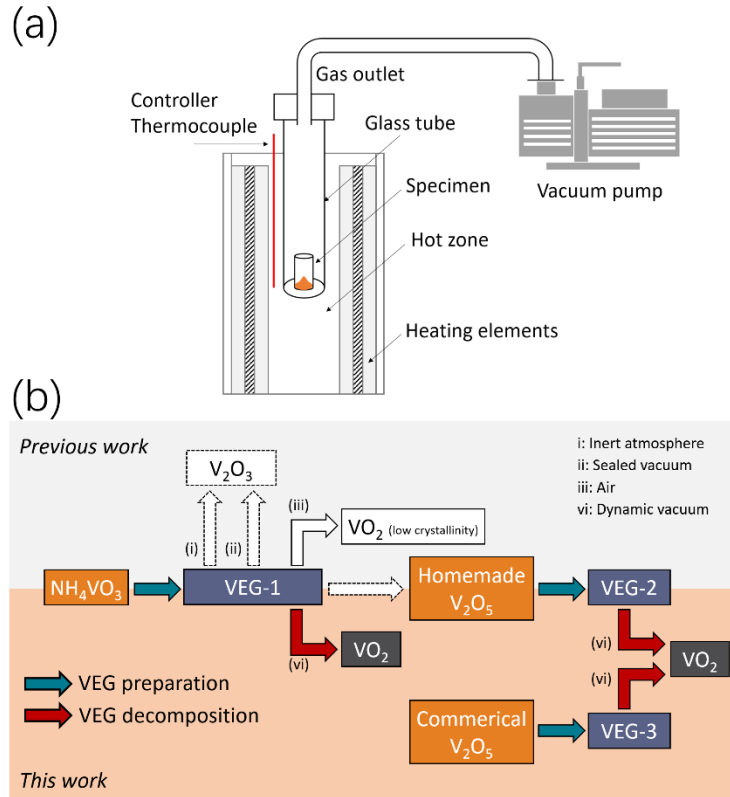 (a)
Gas outlet
Controller
Thermocouple
Glass tube
Specimen
Vacuum pump
Hot zone
Heating elements
(b)
Previous work
i: Inert atmosphere
ii: Sealed vacuum
iii: Air
vi: Dynamic vacuum
V₂O₃
(iii)
VO₂ (low crystallinity)
(i)
(ii)
NH₄VO₃
VEG-1
Homemade
V₂O₅
VEG-2
(vi)
VO₂
(vi)
VO₂
(vi)
VEG preparation
VEG decomposition
Commerical
V₂O₅
VEG-3
This work